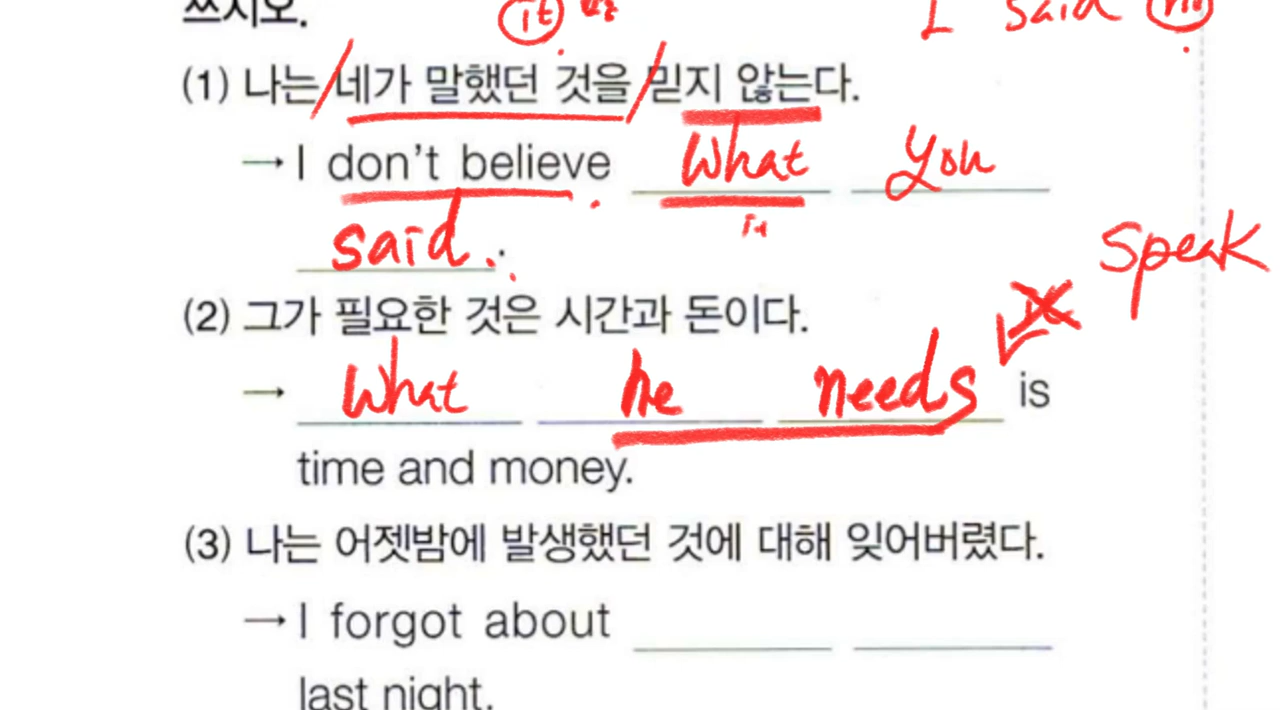 쓰시오. it I said
(1) 나는/네가 말했던 것을/믿지 않는다.
→ I don't believe What you
said.
speak
(2) 그가 필요한 것은 시간과 돈이다.
→ What he needs is
time and money.
(3) 나는 어젯밤에 발생했던 것에 대해 잊어버렸다.
→ I forgot about
last night.